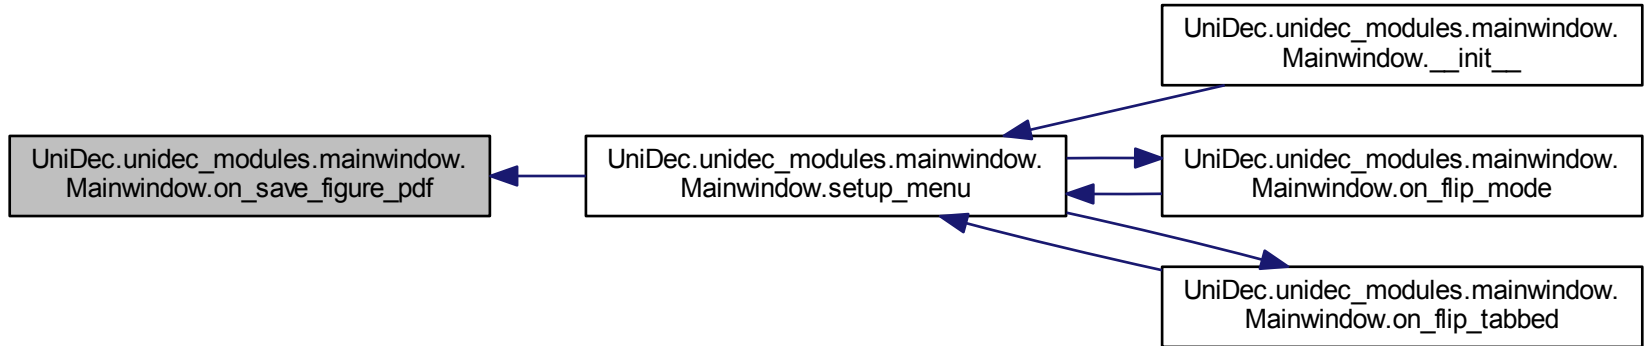 UniDec.unidec_modules.mainwindow.
Mainwindow.on_save_figure_pdf
UniDec.unidec_modules.mainwindow.
Mainwindow.setup_menu
UniDec.unidec_modules.mainwindow.
Mainwindow.__init__
UniDec.unidec_modules.mainwindow.
Mainwindow.on_flip_mode
UniDec.unidec_modules.mainwindow.
Mainwindow.on_flip_tabbed